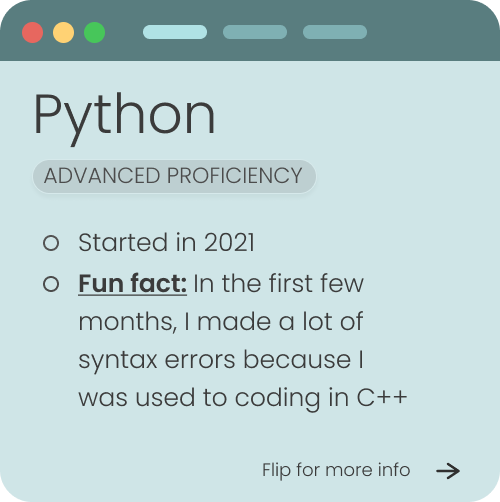 Python
ADVANCED PROFICIENCY
Started in 2021
Fun fact: In the first few
months, I made a lot of
syntax errors because I
was used to coding in C++
Flip for more info